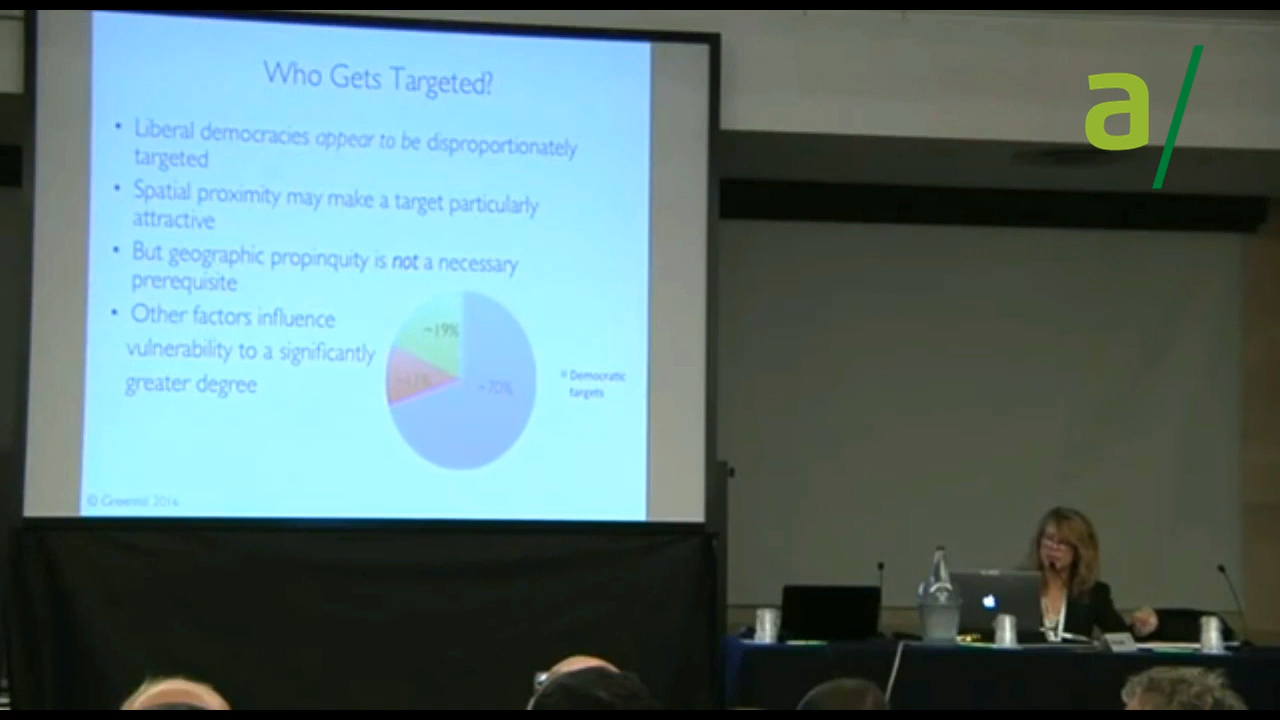 Who Gets Targeted?
• Liberal democracies appear to be disproportionately
targeted
• Spatial proximity may make a target particularly
attractive
• But geographic propinquity is not a necessary
prerequisite
• Other factors influence
vulnerability to a significantly
greater degree
~19%
~11%
~70%
Democratic
targets
© Greenhill 2016
a/